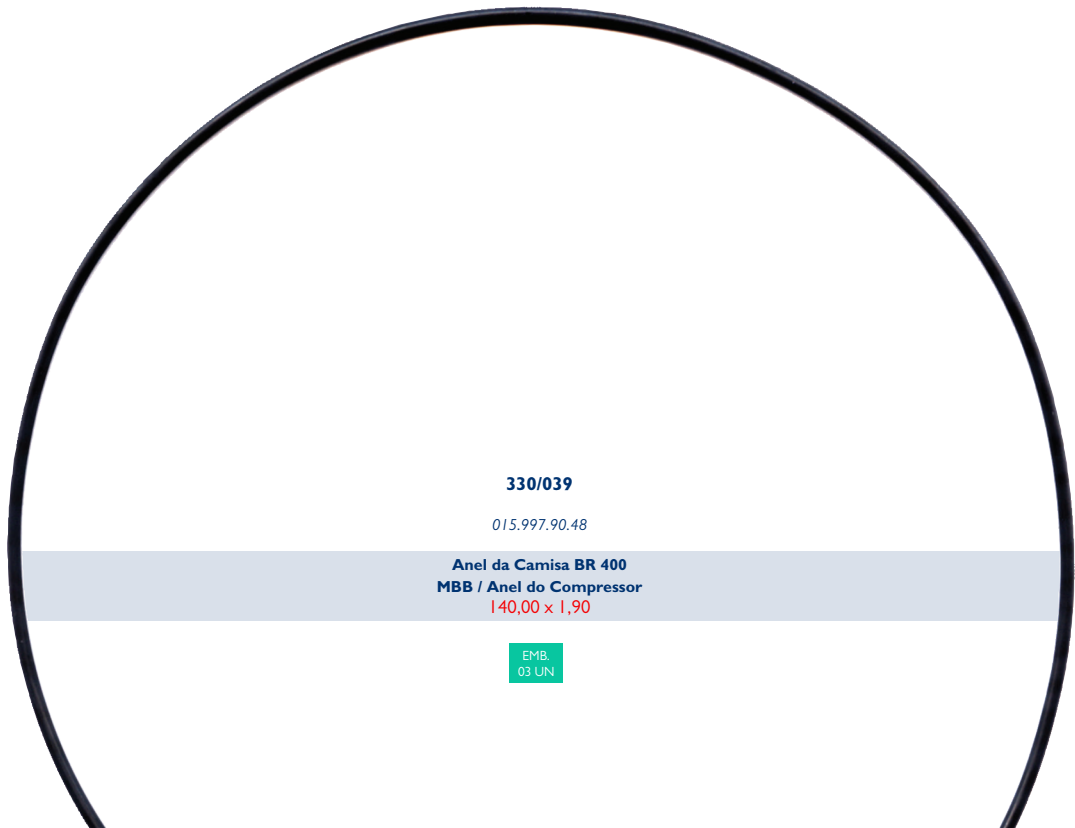 330/039
015.997.90.48
Anel da Camisa BR 400
MBB / Anel do Compressor
140,00 x 1,90
EMB.
03 UN